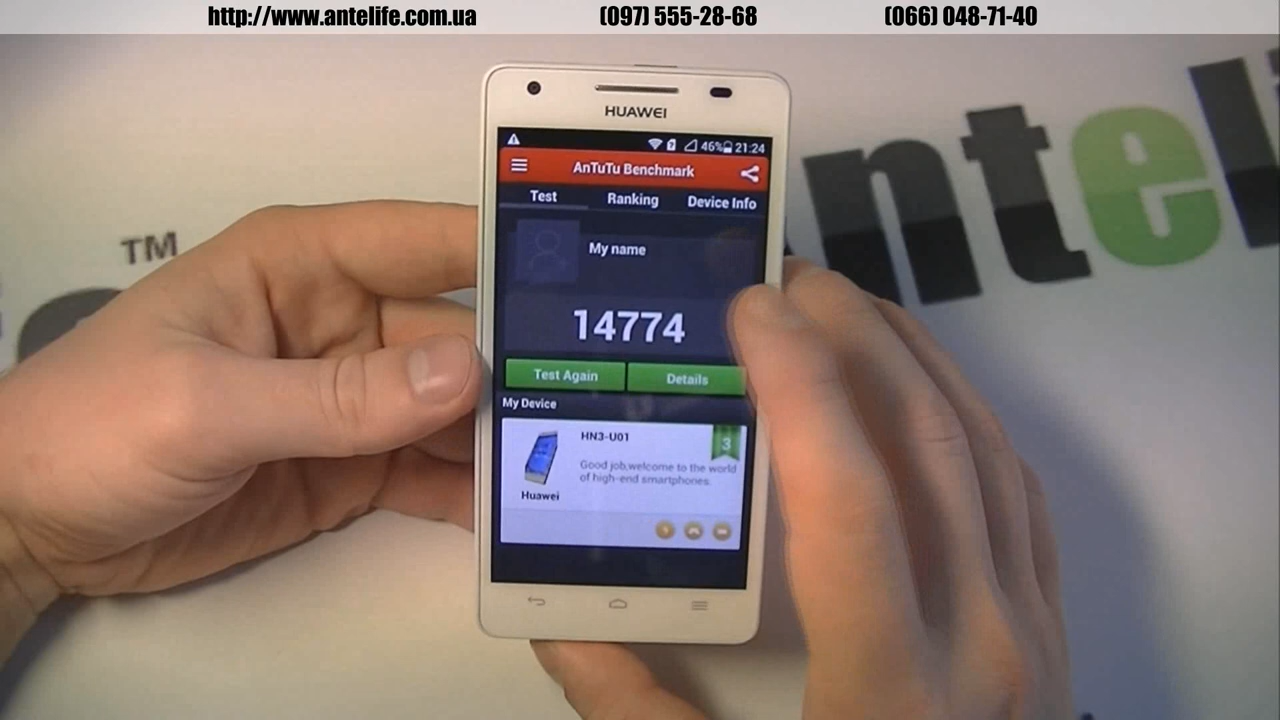 http://www.antelife.com.ua (097) 555-28-68 (066) 048-71-40
TM
anteli
HUAWEI
46% 21:24
AnTuTu Benchmark
Test Ranking Device Info
My name
14774
Test Again Details
My Device
HN3-U01
3
Good job,welcome to the world
of high-end smartphones.
Huawei